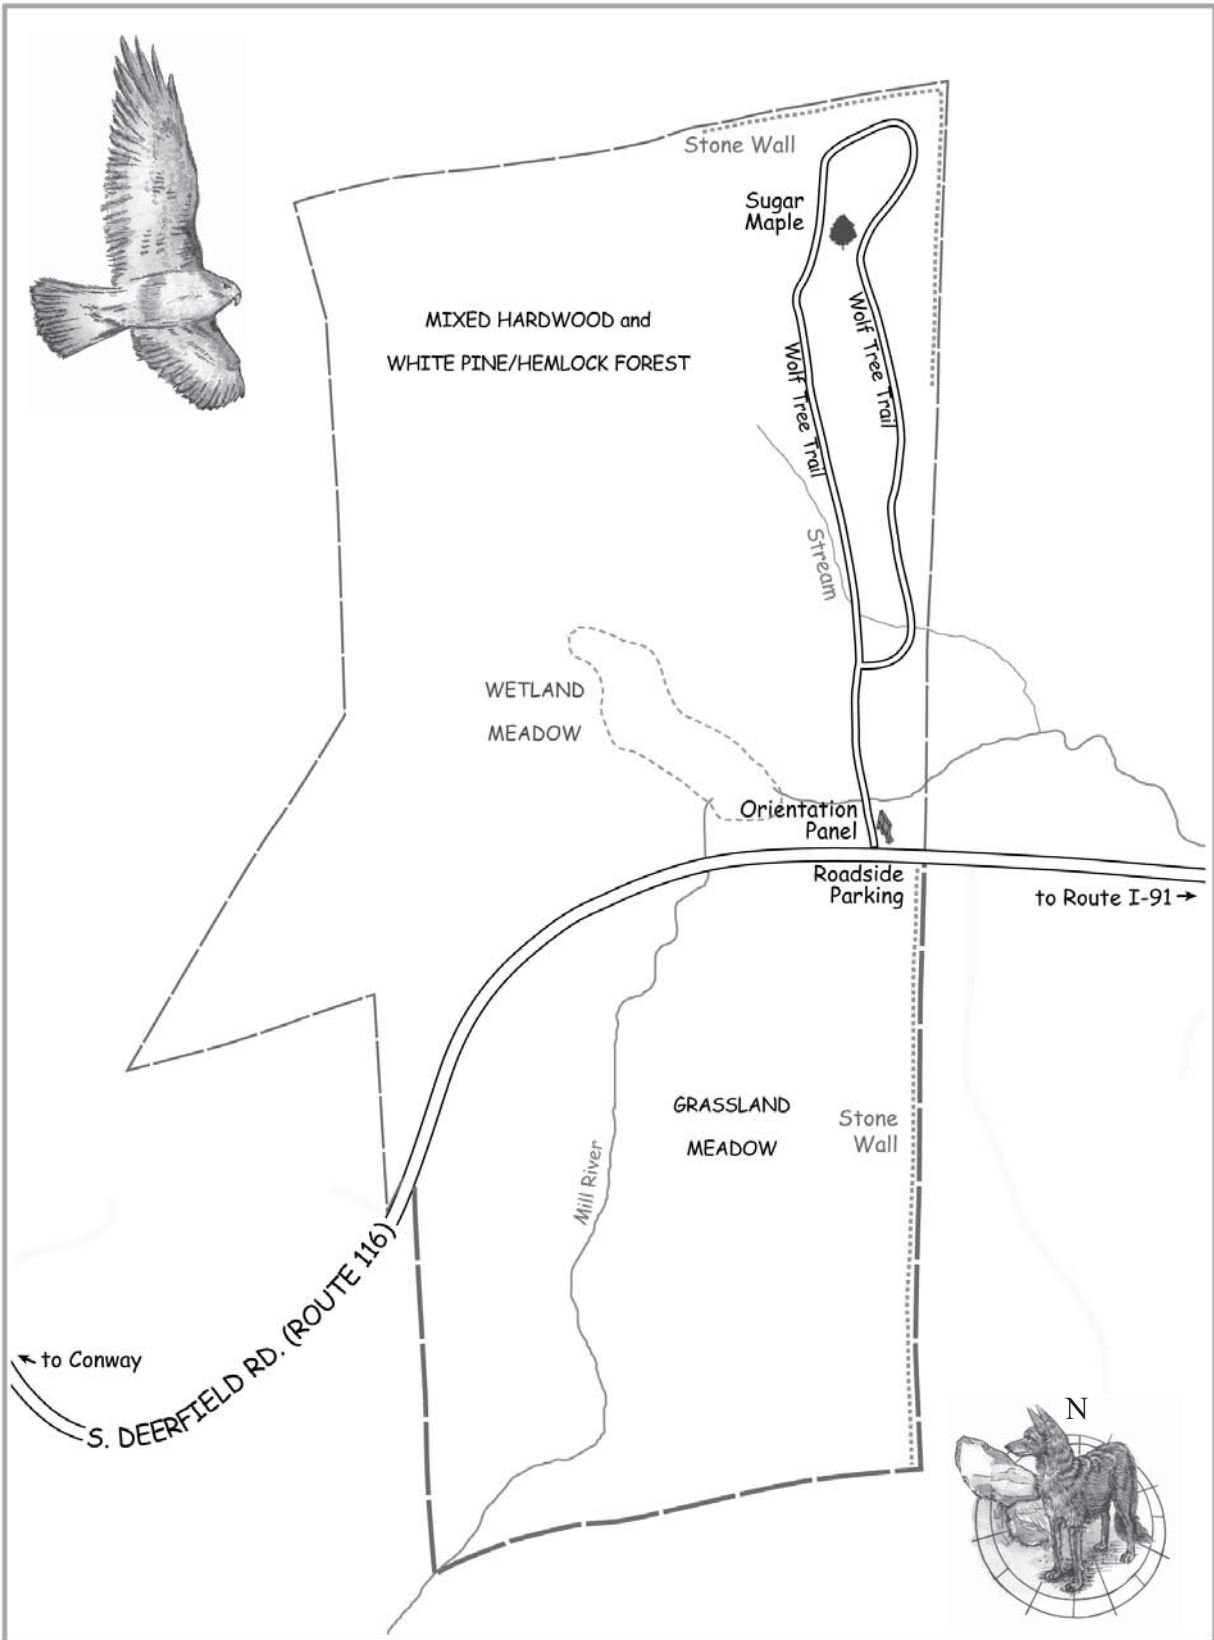 Stone Wall
Sugar
Maple
MIXED HARDWOOD and
WHITE PINE/HEMLOCK FOREST
Wolf Tree Trail
Wolf Tree Trail
Stream
WETLAND
MEADOW
Orientation
Panel
Roadside
Parking
to Route I-91 →
GRASSLAND
MEADOW
Stone
Wall
Mill River
S. DEERFIELD RD. (ROUTE 116)
← to Conway
N